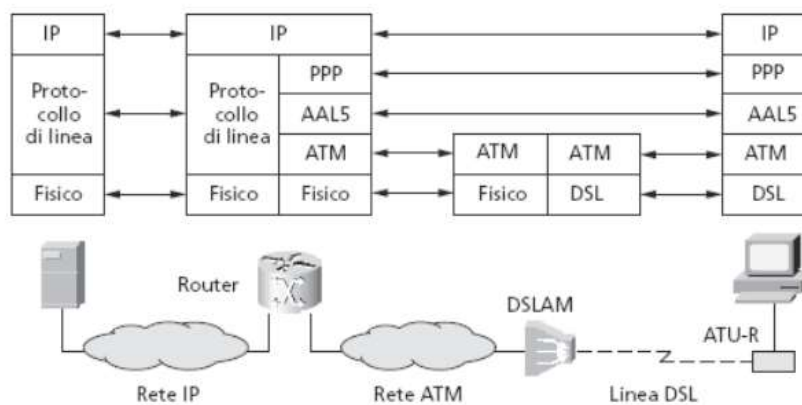 IP
IP
IP
Proto-
collo
di linea
Proto-
collo
di linea
PPP
PPP
AAL5
AAL5
ATM
ATM
ATM
ATM
Fisico
Fisico
Fisico
Fisico
DSL
DSL
Router
DSLAM
ATU-R
Rete IP
Rete ATM
Linea DSL